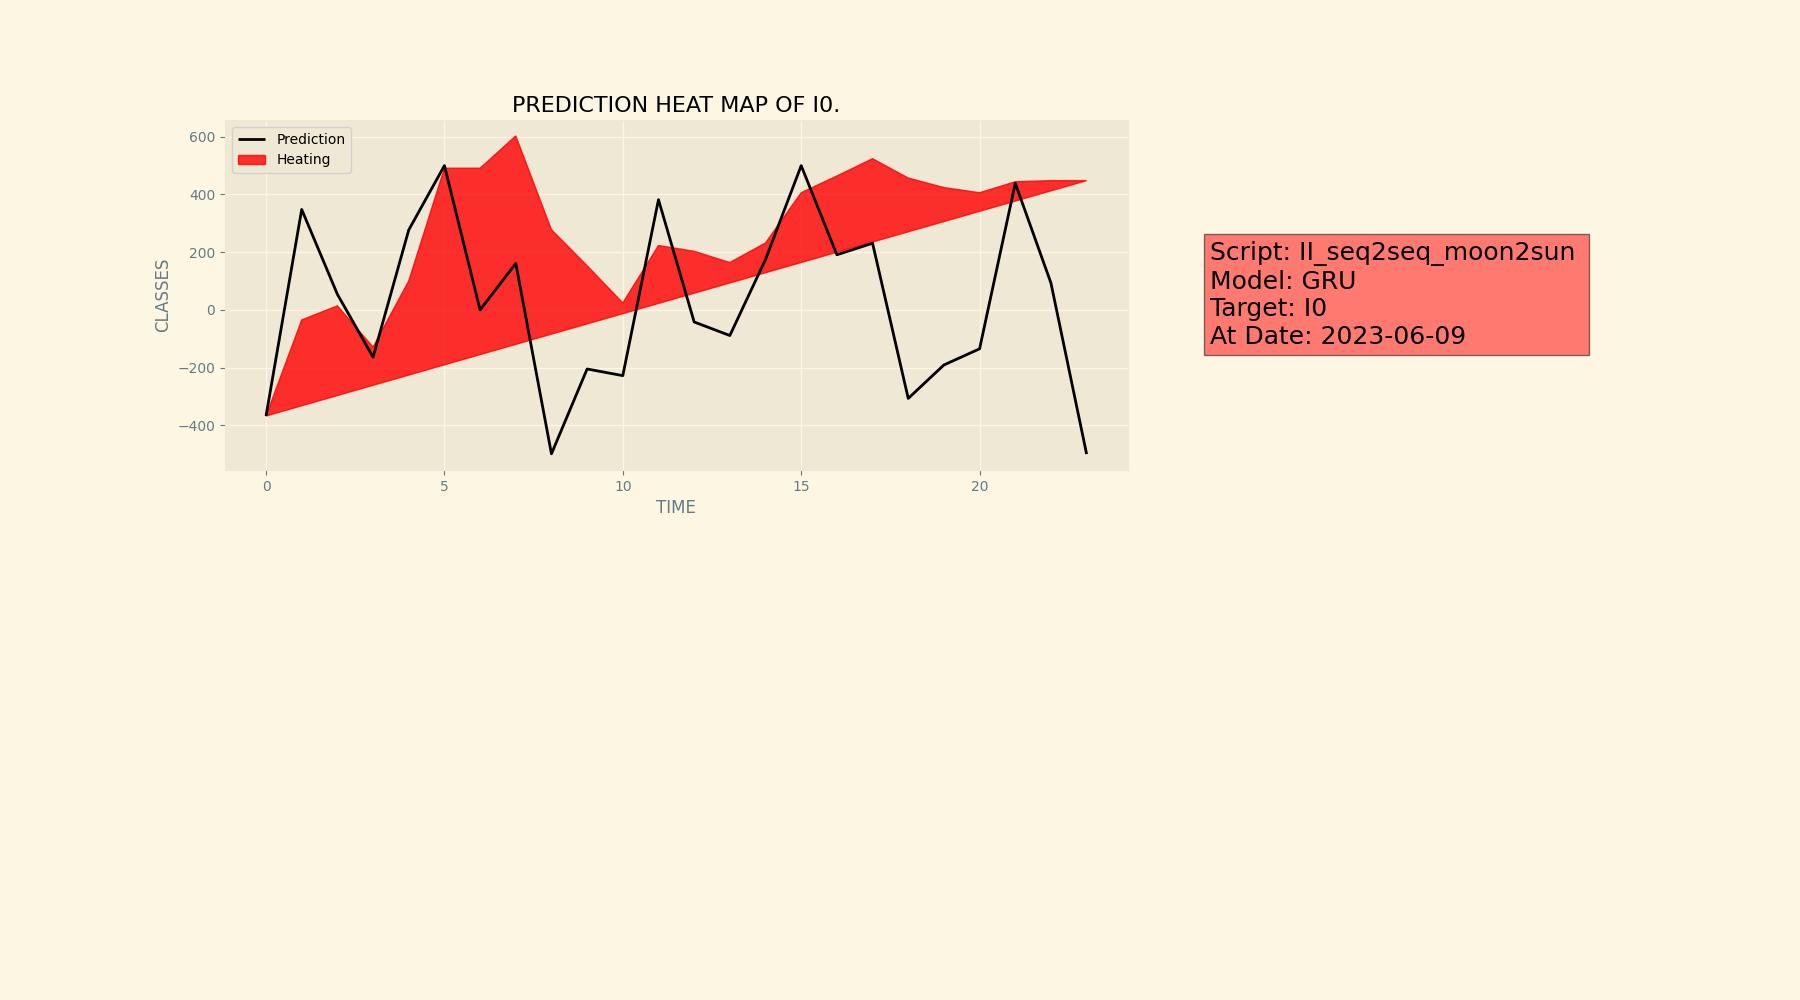 PREDICTION HEAT MAP OF I0.
Prediction
Heating
600
400
200
0
−200
−400
CLASSES
0 5 10 15 20
TIME
Script: II_seq2seq_moon2sun
Model: GRU
Target: I0
At Date: 2023-06-09